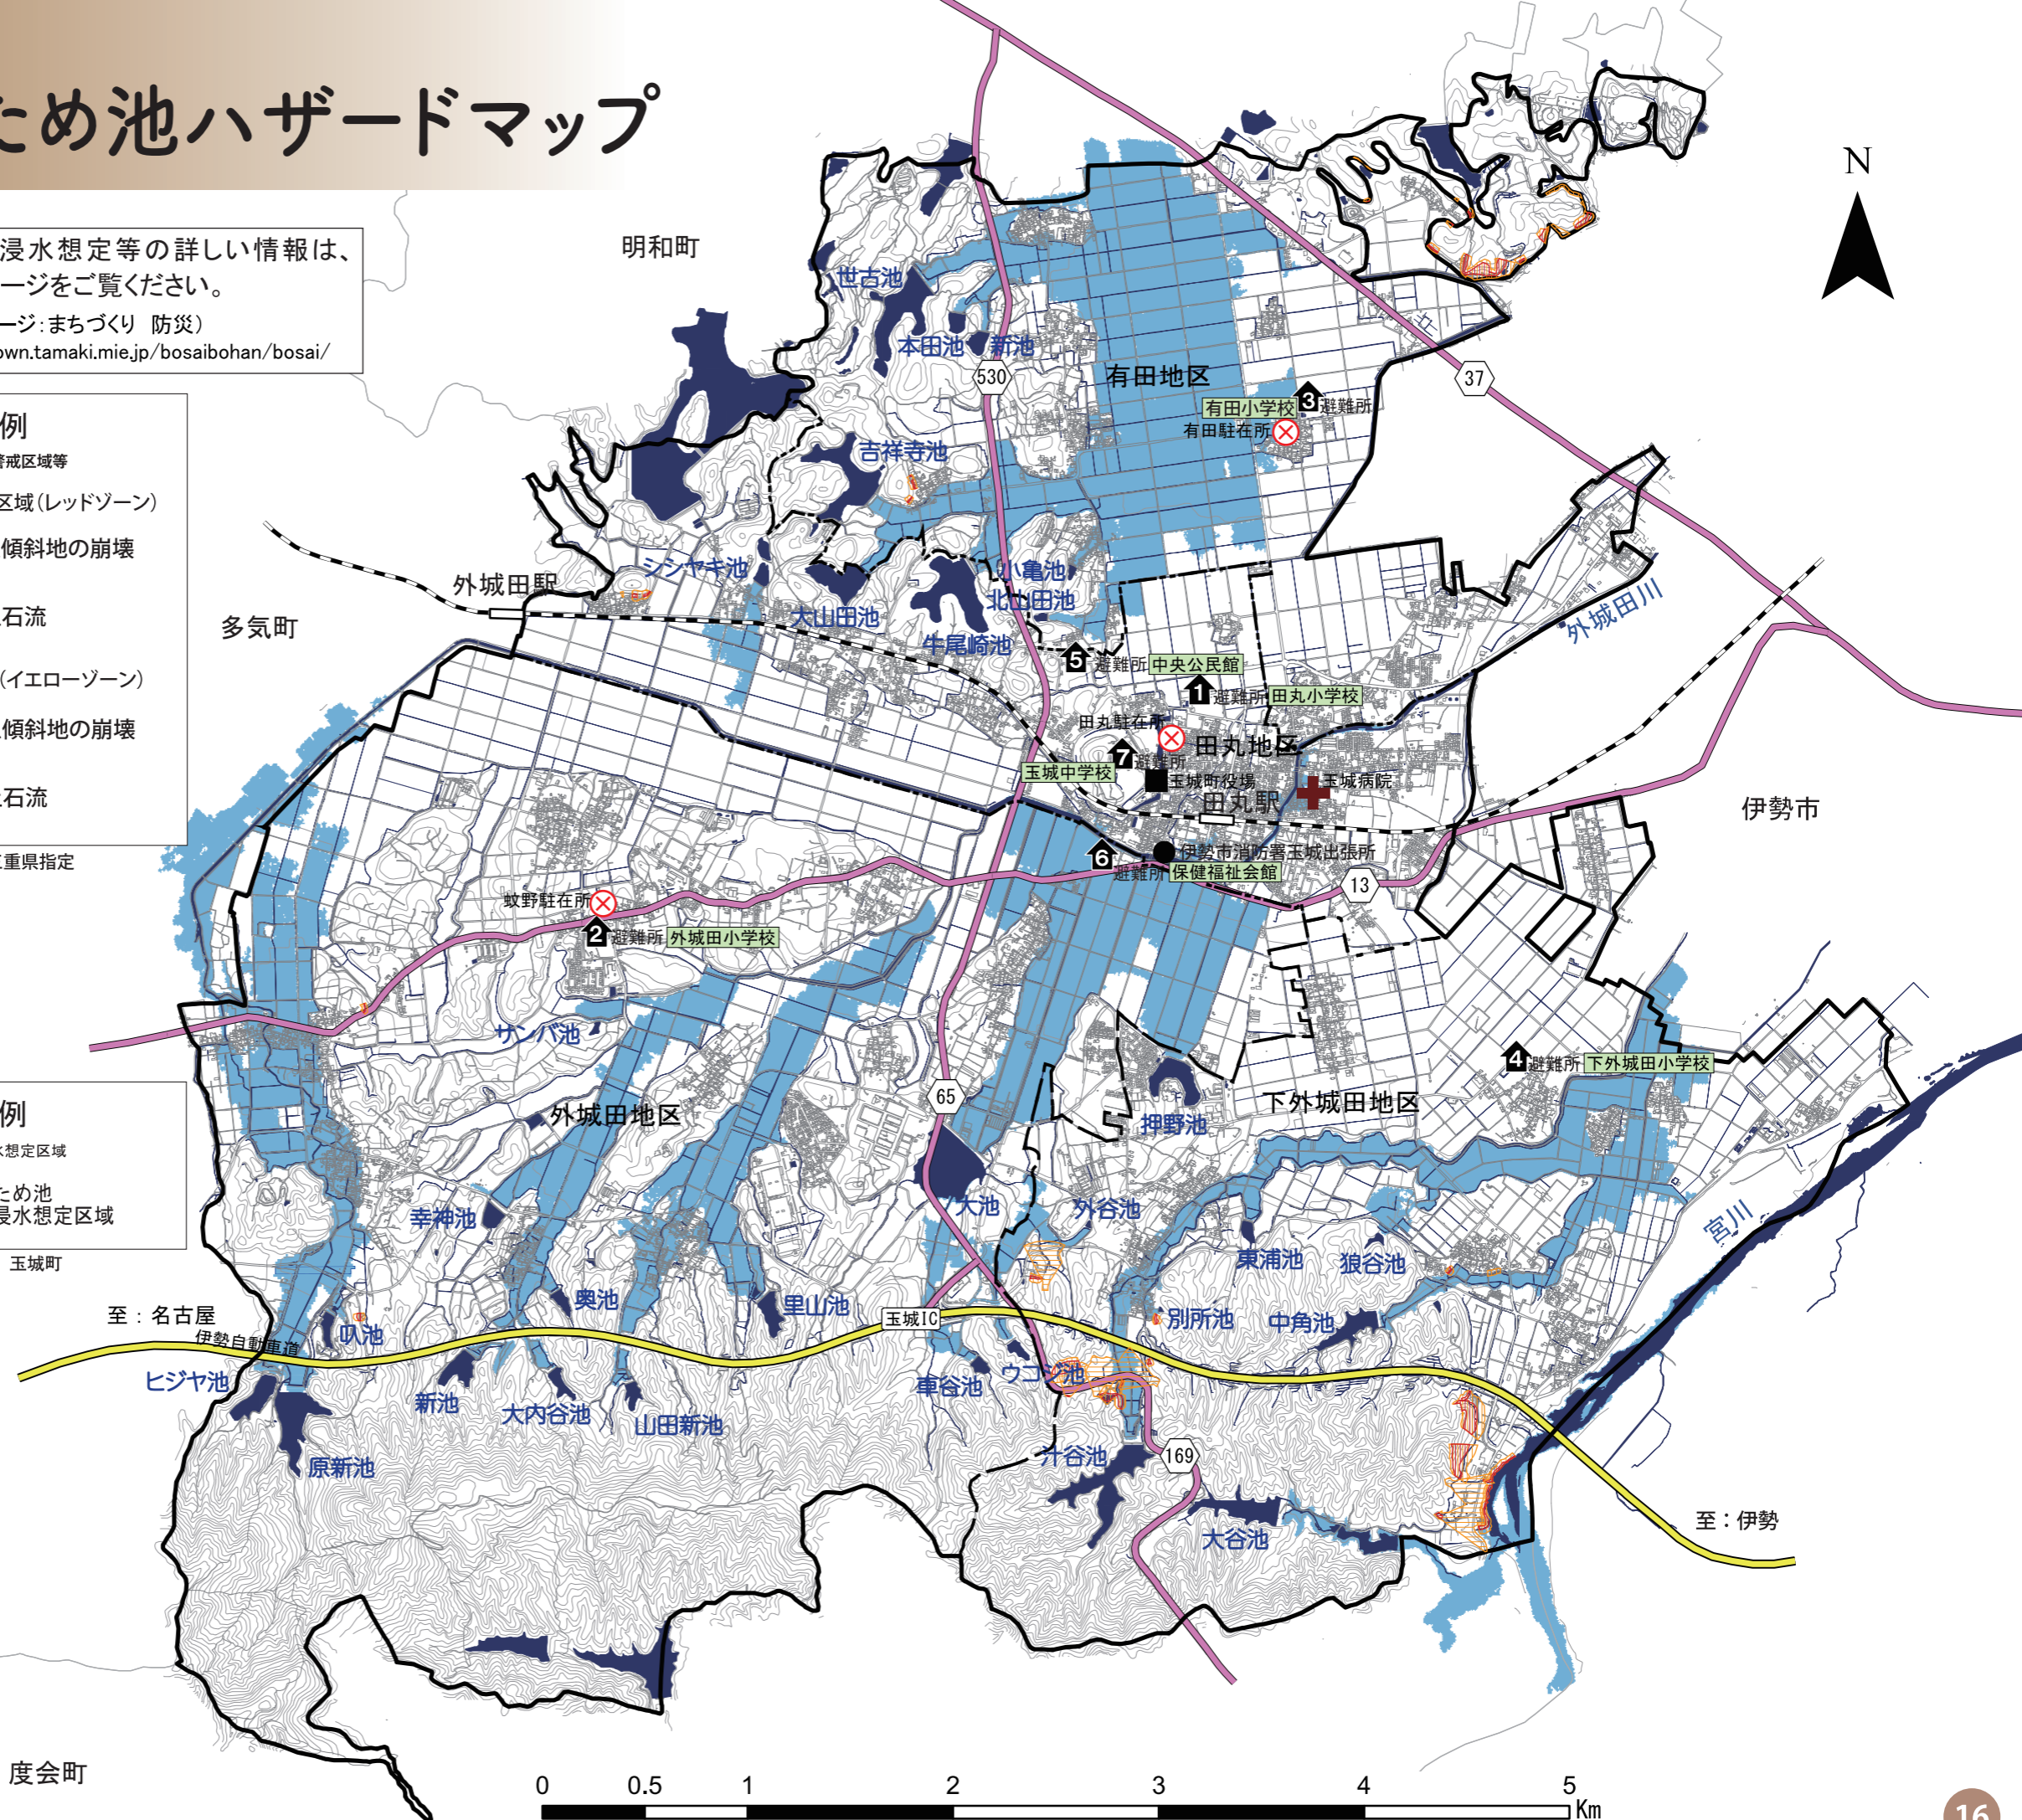 ため池ハザードマップ
浸水想定等の詳しい情報は、
ージをご覧ください。
ージ:まちづくり 防災)
own.tamaki.mie.jp/bosaibohan/bosai/
例
警戒区域等
区域(レッドゾーン)
傾斜地の崩壊
石流
(イエローゾーン)
傾斜地の崩壊
石流
重県指定
例
水想定区域
ため池
浸水想定区域
玉城町
N
明和町
多気町
伊勢市
度会町
世古池
本田池
新池
530
有田地区
37
有田小学校
3
避難所
有田駐在所
吉祥寺池
シシヤキ池
外城田駅
大山田池
小亀池
北山田池
牛尾崎池
外城田川
5
避難所
中央公民館
1
避難所
田丸小学校
田丸駐在所
田丸地区
7
避難所
玉城中学校
玉城町役場
玉城病院
田丸駅
6
避難所
伊勢市消防署玉城出張所
保健福祉会館
13
蚊野駐在所
2
避難所
外城田小学校
サンバ池
65
外城田地区
押野池
下外城田地区
4
避難所
下外城田小学校
幸神池
大池
外谷池
東浦池
狼谷池
宮川
奥池
里山池
玉城IC
別所池
中角池
至:名古屋
伊勢自動車道
叺池
ヒジヤ池
新池
大内谷池
山田新池
車谷池
ウコジ池
原新池
汁谷池
169
大谷池
至:伊勢
0
0.5
1
2
3
4
5
Km
16